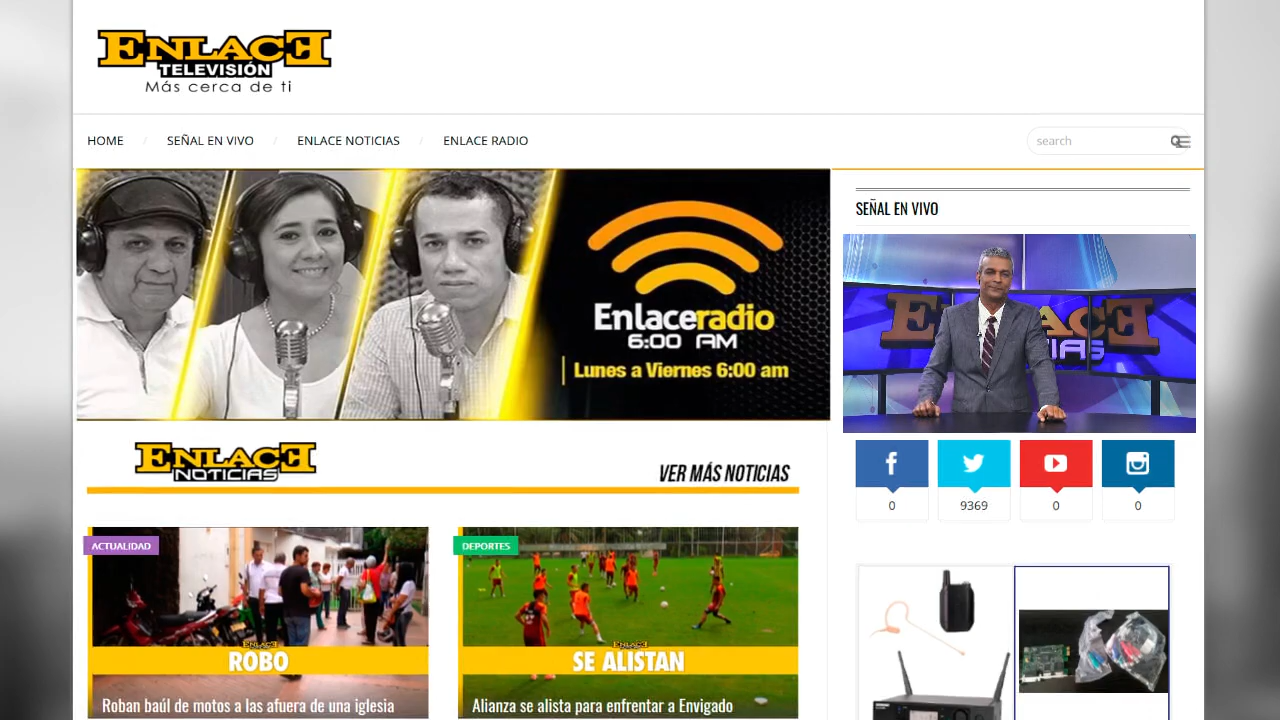 ENLACE
TELEVISIÓN
Más cerca de ti
HOME / SEÑAL EN VIVO / ENLACE NOTICIAS / ENLACE RADIO
search
Enlaceradio
6:00 AM
Lunes a Viernes 6:00 am
SEÑAL EN VIVO
ENLACE
NOTICIAS
VER MÁS NOTICIAS
0
9369
0
0
ACTUALIDAD
ENLACE
ROBO
Roban baúl de motos a las afuera de una iglesia
DEPORTES
ENLACE
SE ALISTAN
Alianza se alista para enfrentar a Envigado